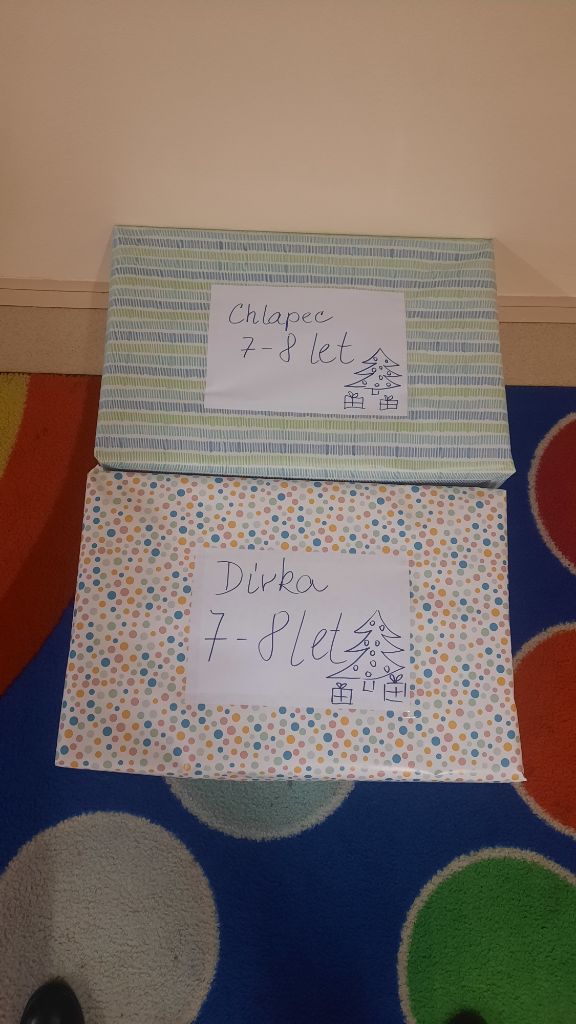 Chlapec
7-8 let
Dívka
7-8 let